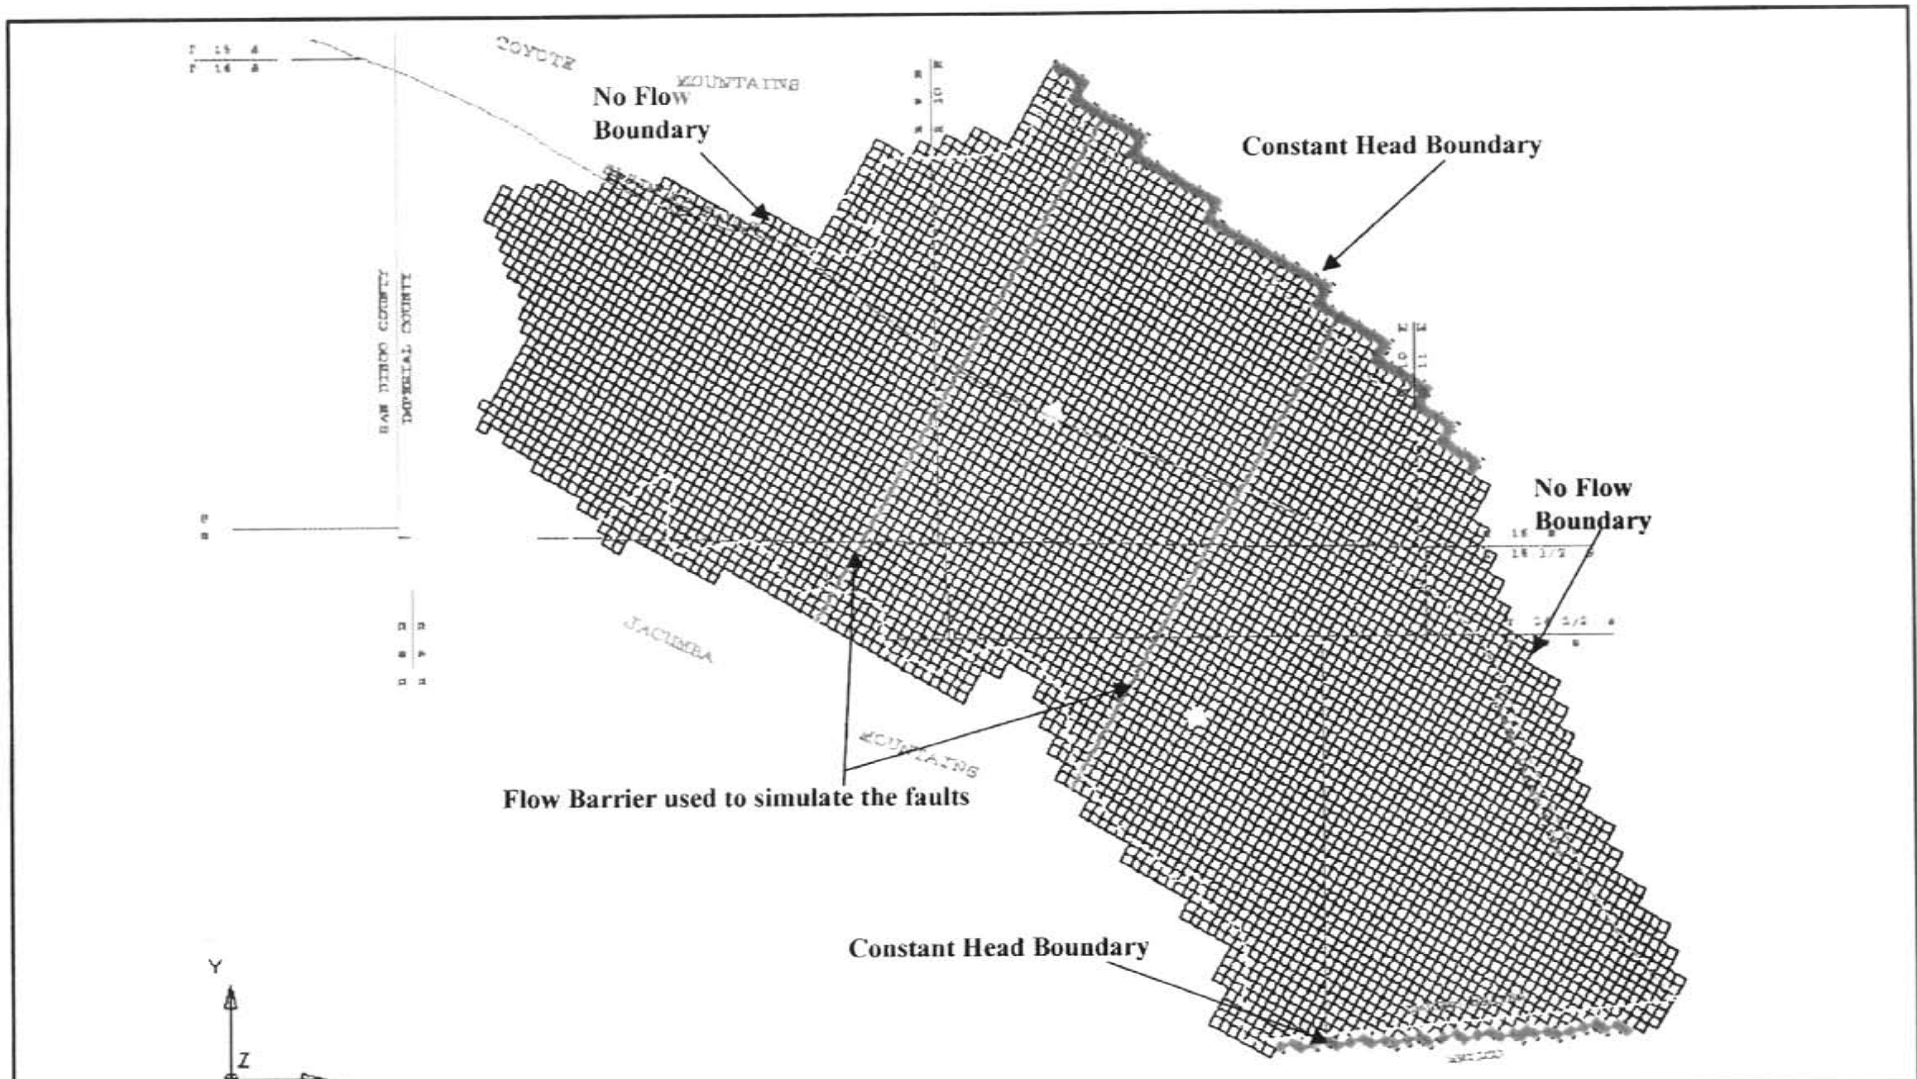 COYOTE
MOUNTAINS
No Flow
Boundary
Constant Head Boundary
SAN DIEGO COUNTY
IMPERIAL COUNTY
No Flow
Boundary
JACUMBA
MOUNTAINS
Flow Barrier used to simulate the faults
Constant Head Boundary
Y
Z